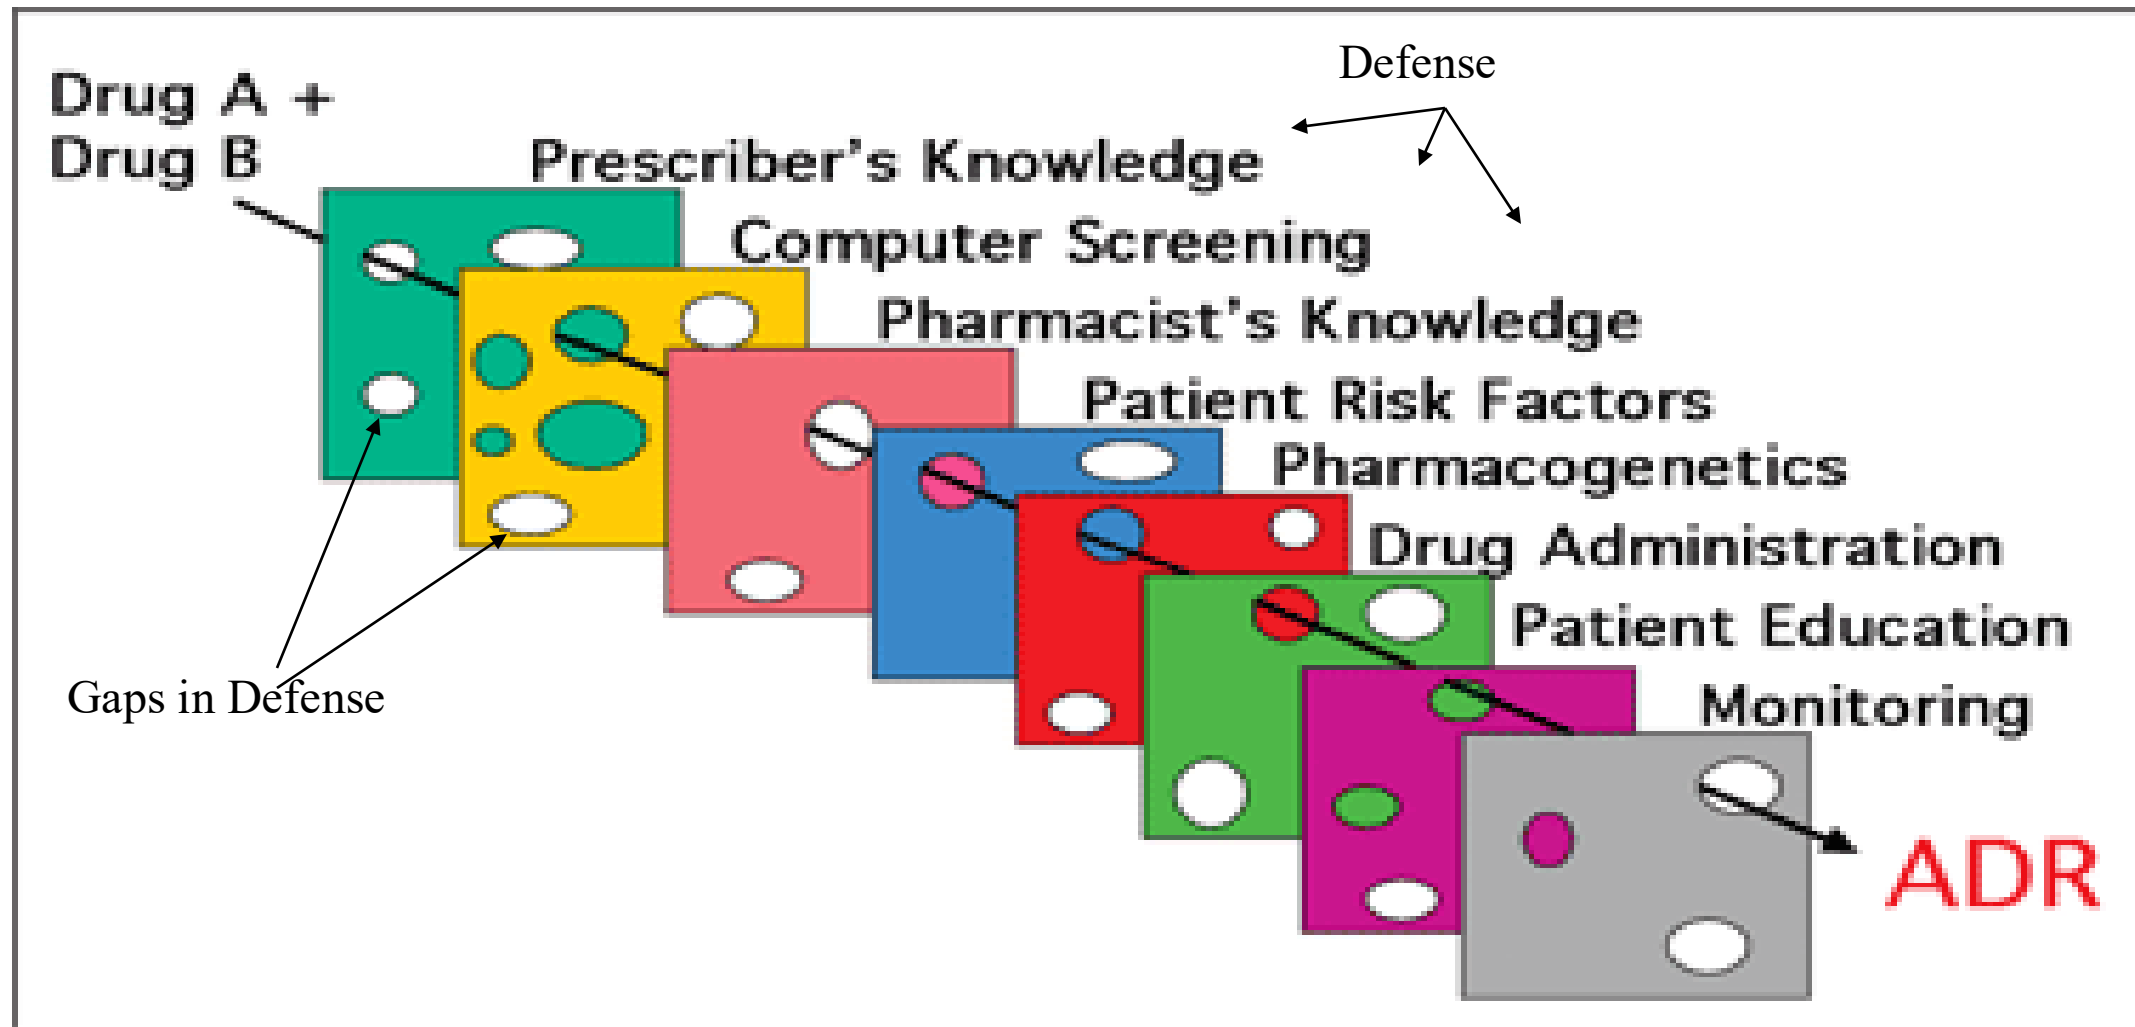 Defense
Drug A +
Drug B
Prescriber's Knowledge
Computer Screening
Pharmacist's Knowledge
Patient Risk Factors
Pharmacogenetics
Drug Administration
Patient Education
Gaps in Defense
Monitoring
ADR